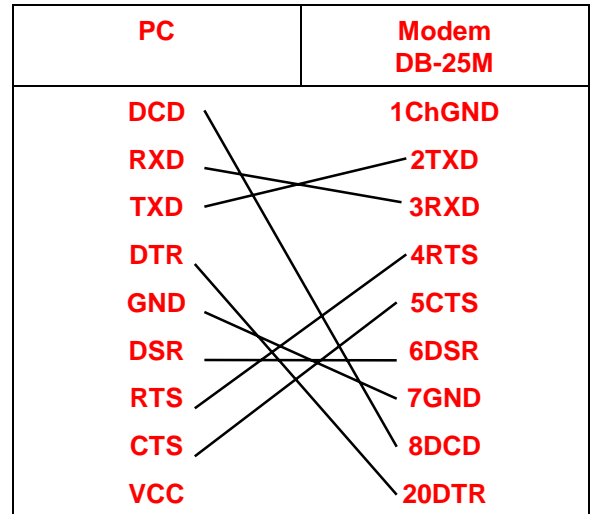 PC
Modem
DB-25M
DCD
1ChGND
RXD
2TXD
TXD
3RXD
DTR
4RTS
GND
5CTS
DSR
6DSR
RTS
7GND
CTS
8DCD
VCC
20DTR